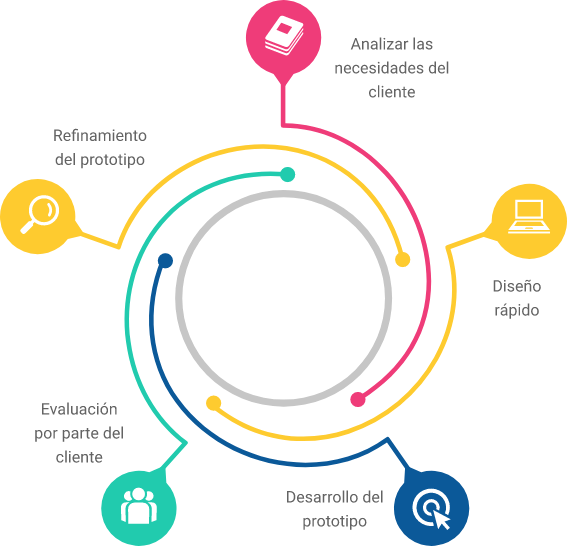 Analizar las
necesidades del
cliente
Refinamiento
del prototipo
Diseño
rápido
Evaluación
por parte del
cliente
Desarrollo del
prototipo